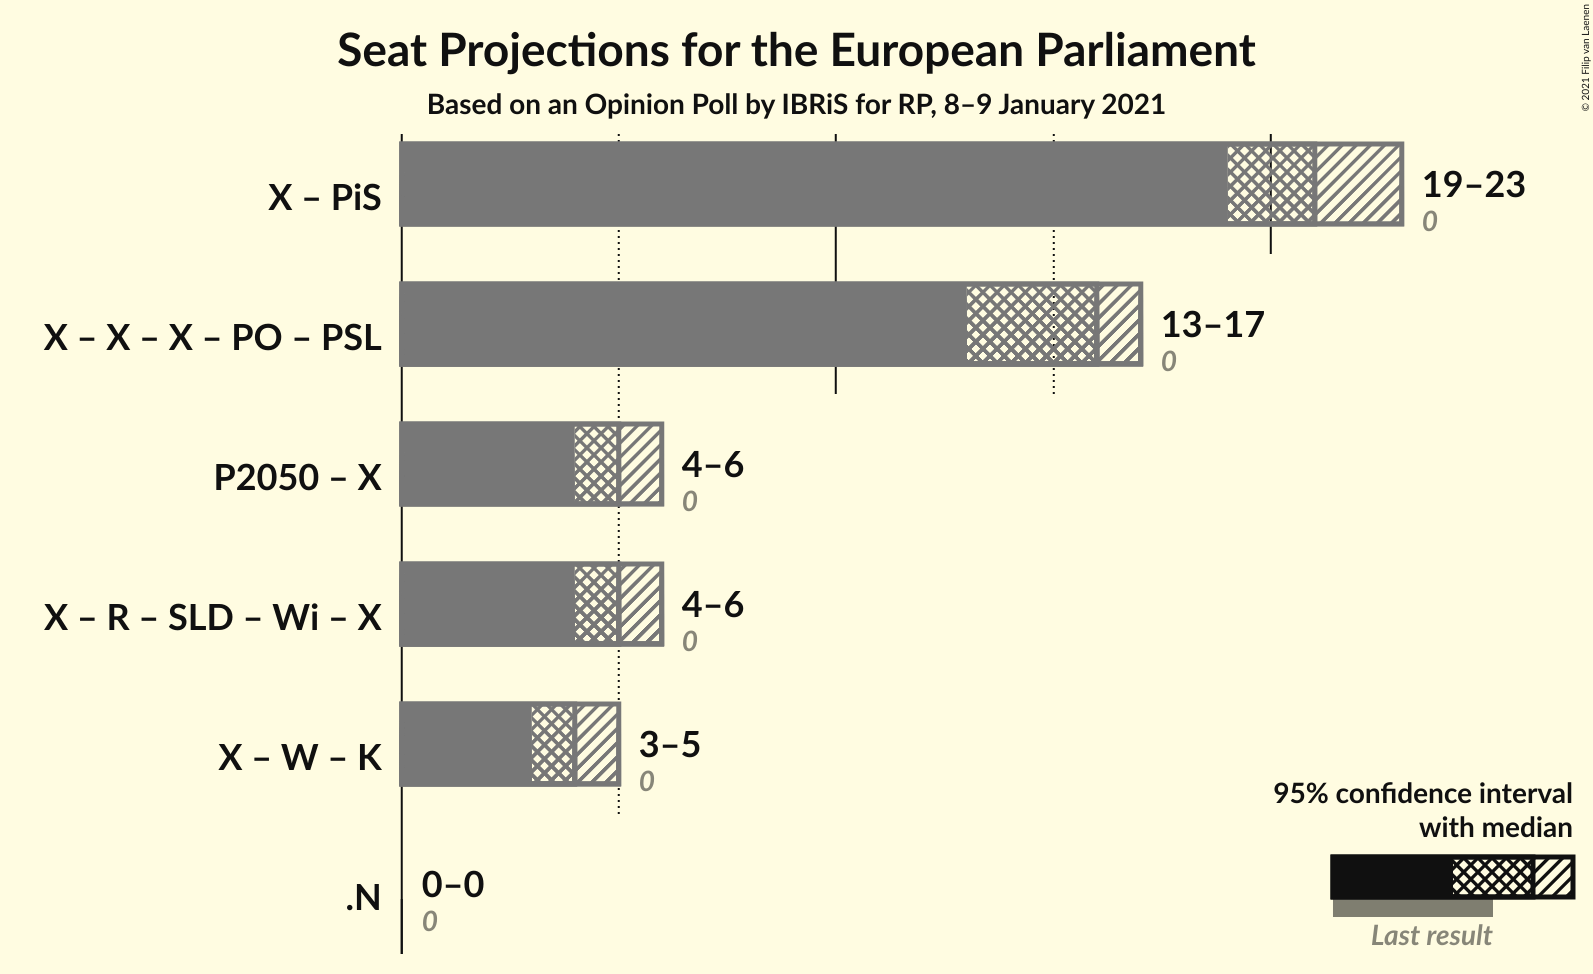 Seat Projections for the European Parliament
Based on an Opinion Poll by IBRiS for RP, 8–9 January 2021
© 2021 Filip van Laenen
X – PiS
19–23
0
X – X – X – PO – PSL
13–17
0
P2050 – X
4–6
0
X – R – SLD – Wi – X
4–6
0
X – W – K
3–5
0
.N
0–0
0
95% confidence interval
with median
Last result